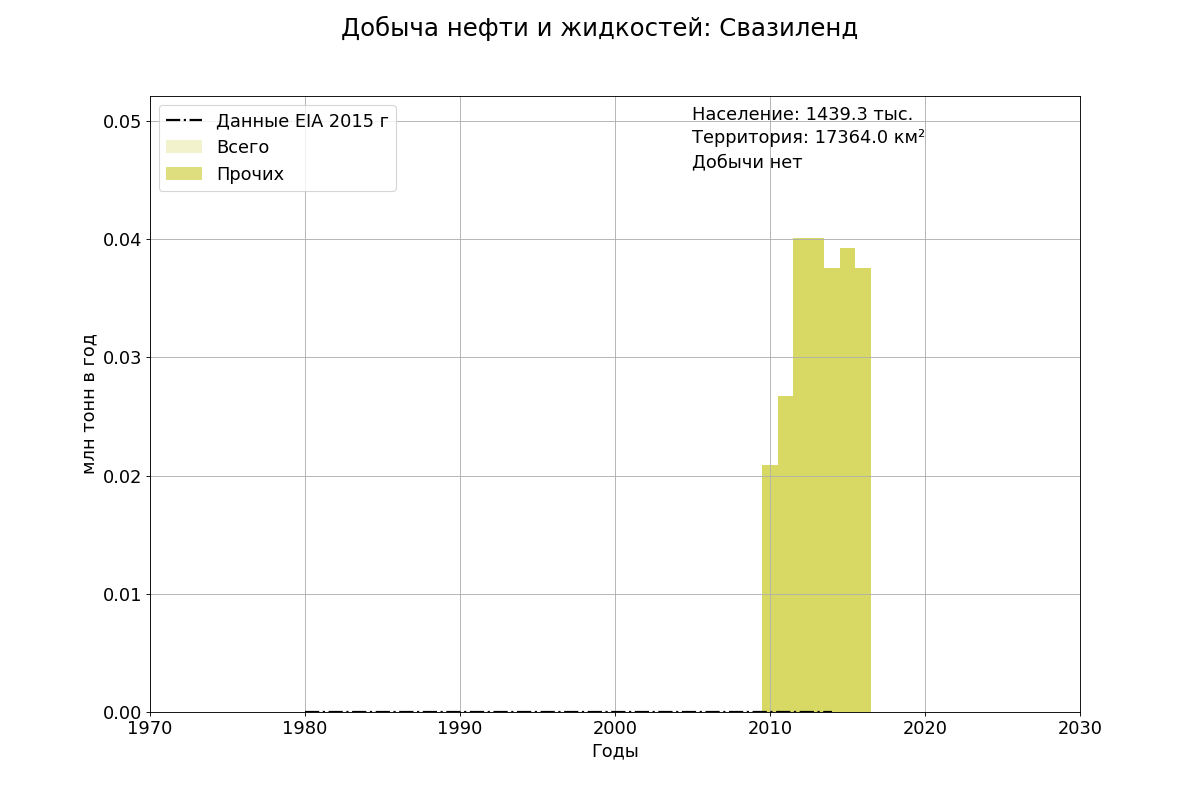 Добыча нефти и жидкостей: Свазиленд
Данные EIA 2015 г
Всего
Прочих
Население: 1439.3 тыс.
Территория: 17364.0 км²
Добычи нет
0.05
0.04
0.03
0.02
0.01
0.00
млн тонн в год
1970 1980 1990 2000 2010 2020 2030
Годы